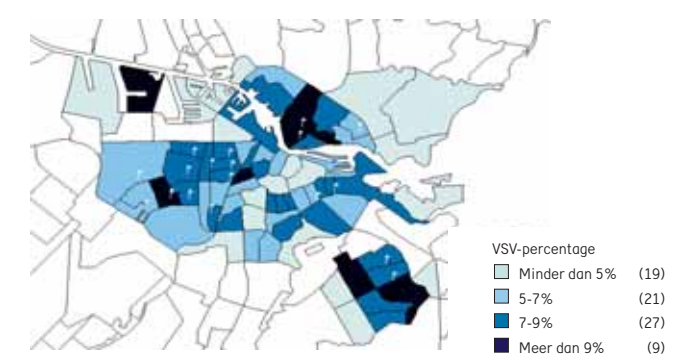 VSV-percentage
Minder dan 5% (19)
5-7% (21)
7-9% (27)
Meer dan 9% (9)